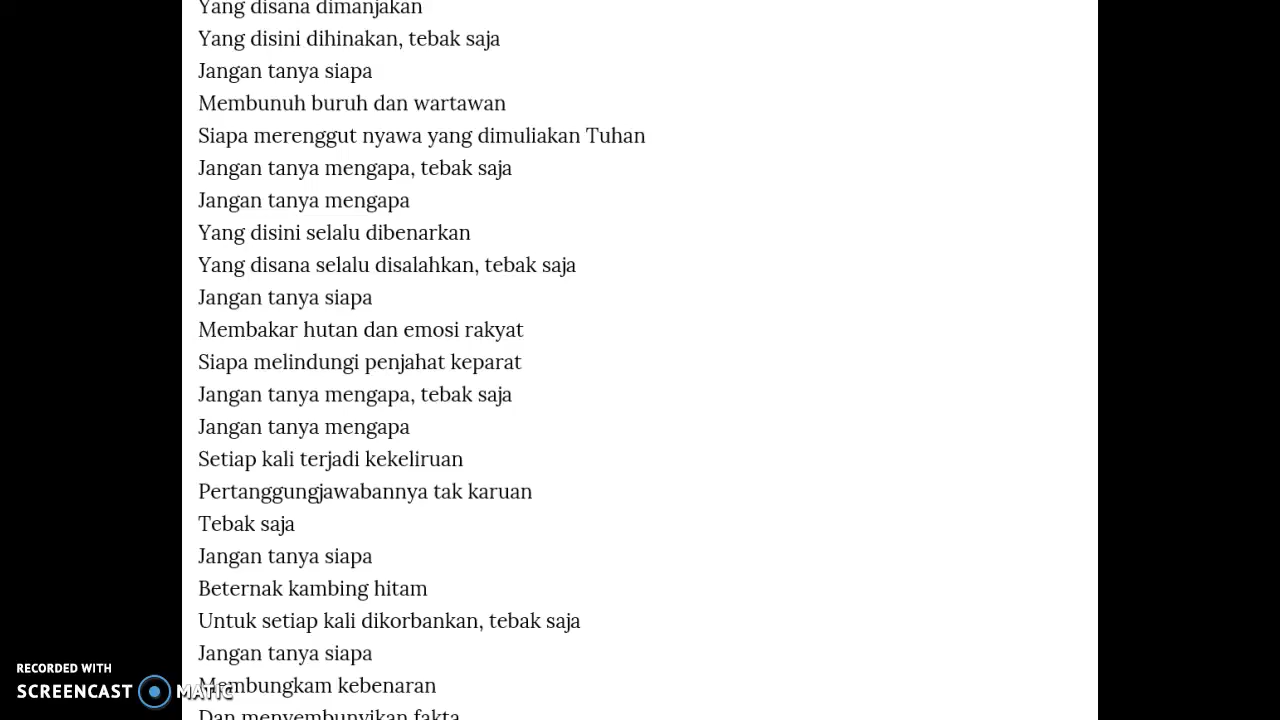 Yang disana dimanjakan
Yang disini dihinakan, tebak saja
Jangan tanya siapa
Membunuh buruh dan wartawan
Siapa merenggut nyawa yang dimuliakan Tuhan
Jangan tanya mengapa, tebak saja
Jangan tanya mengapa
Yang disini selalu dibenarkan
Yang disana selalu disalahkan, tebak saja
Jangan tanya siapa
Membakar hutan dan emosi rakyat
Siapa melindungi penjahat keparat
Jangan tanya mengapa, tebak saja
Jangan tanya mengapa
Setiap kali terjadi kekeliruan
Pertanggungjawabannya tak karuan
Tebak saja
Jangan tanya siapa
Beternak kambing hitam
Untuk setiap kali dikorbankan, tebak saja
Jangan tanya siapa
Membungkam kebenaran
Dan menyembunyikan fakta
RECORDED WITH
SCREENCAST MATIC